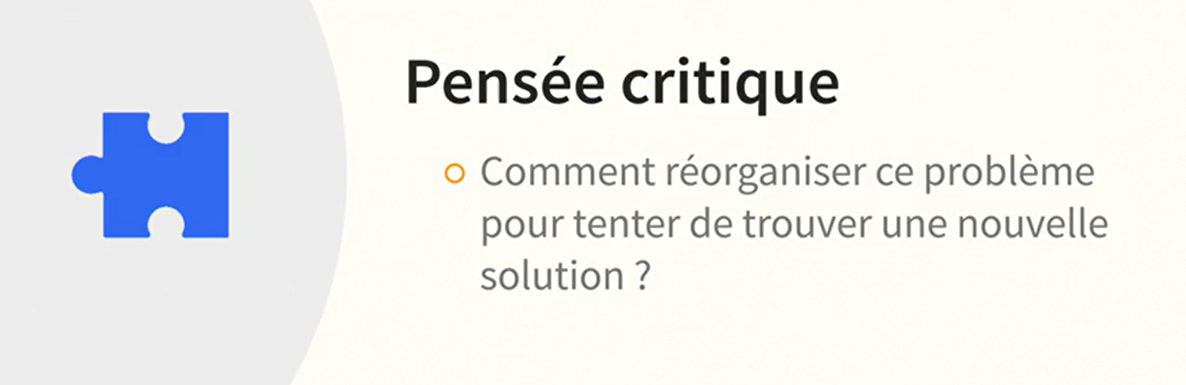 Pensée critique
Comment réorganiser ce problème
pour tenter de trouver une nouvelle
solution ?